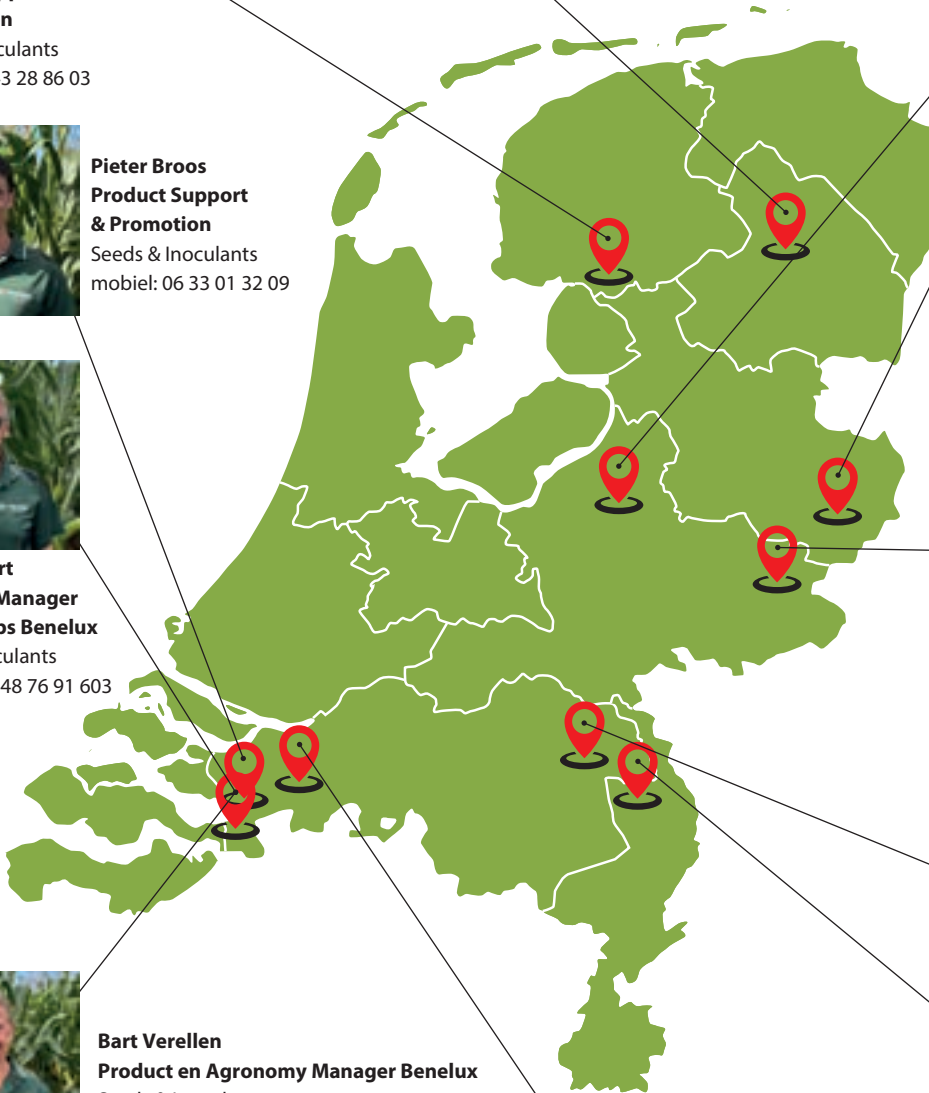 n
culants
3 28 86 03
Pieter Broos
Product Support
& Promotion
Seeds & Inoculants
mobiel: 06 33 01 32 09
rt
Manager
ps Benelux
culants
48 76 91 603
Bart Verellen
Product en Agronomy Manager Benelux